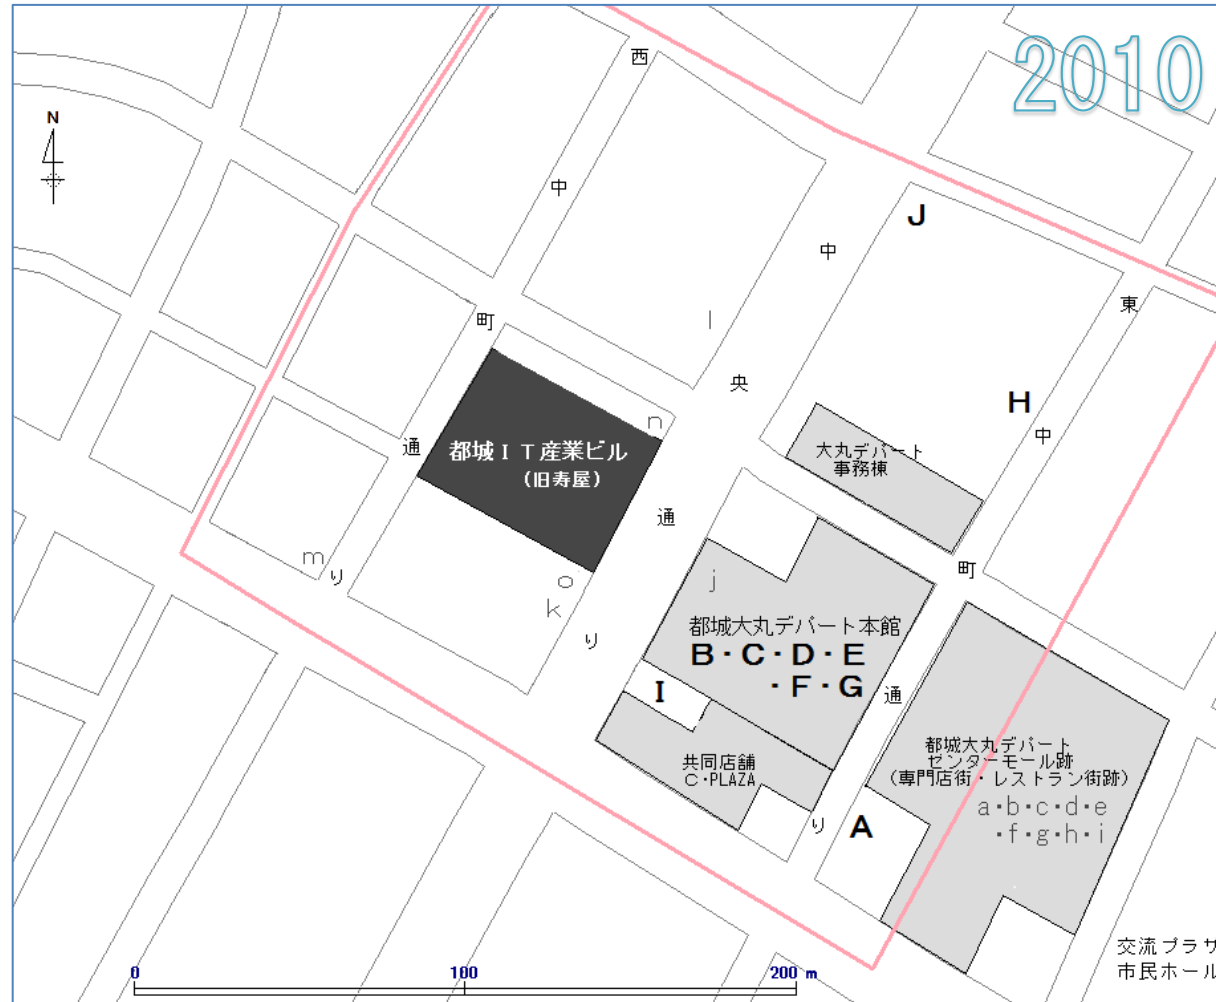 2010
N
西
中
町
通
り
中
央
通
り
東
中
町
通
り
J
H
l
n
m
o
k
j
都城ＩＴ産業ビル
(旧寿屋)
大丸デパート
事務棟
都城大丸デパート本館
B・C・D・E
・F・G
I
共同店舗
C・PLAZA
A
都城大丸デパート
センターモール跡
(専門店街・レストラン街跡)
a・b・c・d・e
・f・g・h・i
交流プラザ
市民ホール
0 100 200 m